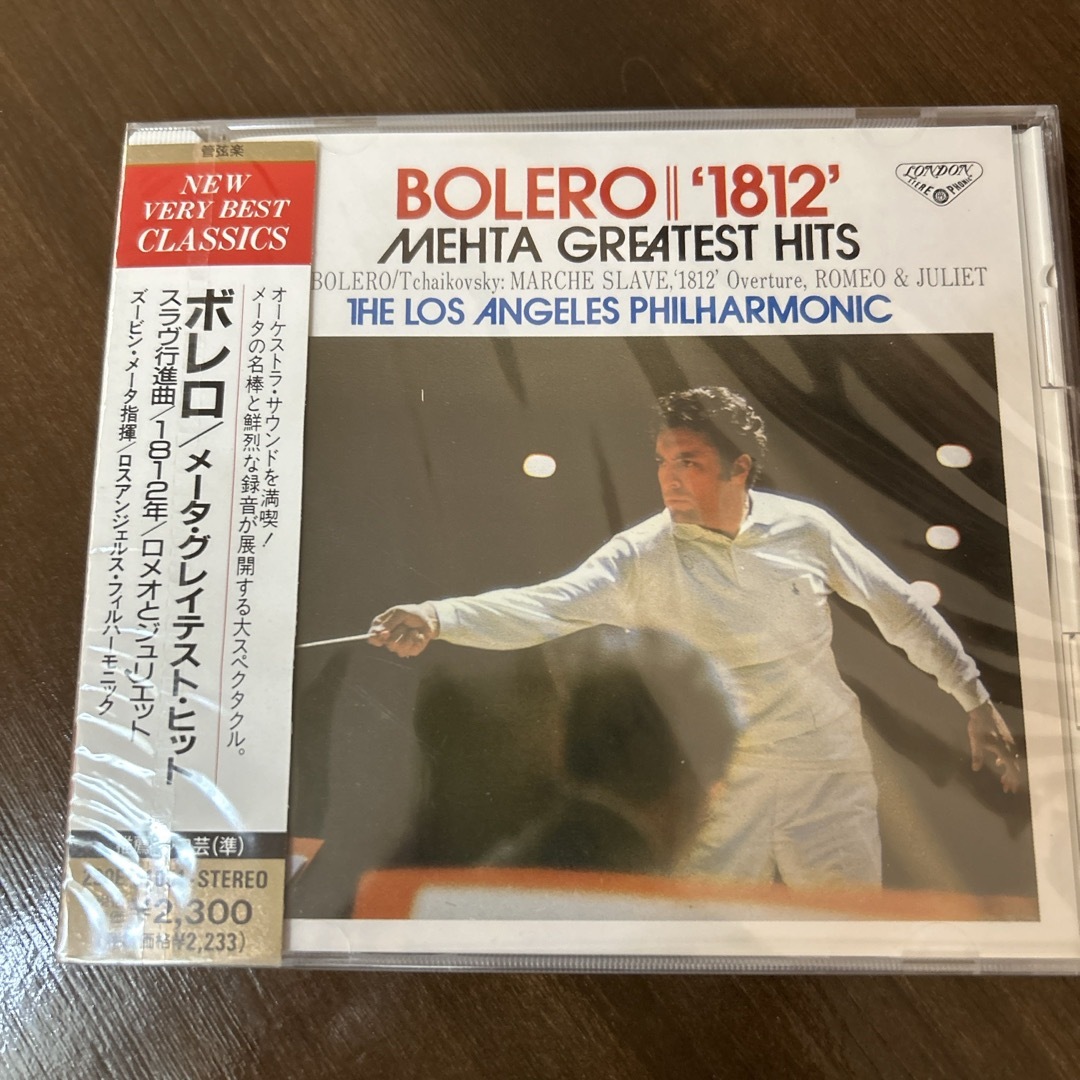 管弦楽
NEW
VERY BEST
CLASSICS
オーケストラ・サウンドを満喫！
メータの名棒と鮮烈な録音が展開する大スペクタクル。
ボレロ／メータ・グレイテスト・ヒット
スラヴ行進曲／1812年／ロメオとジュリエット
ズービン・メータ指揮／ロスアンジェルス・フィルハーモニック
芸(準)
STEREO
¥2,300
価格¥2,233)
BOLERO ‘1812’
MEHTA GREATEST HITS
BOLERO/Tchaikovsky: MARCHE SLAVE,‘1812’ Overture, ROMEO & JULIET
THE LOS ANGELES PHILHARMONIC
LONDON
STEREO PHONIC